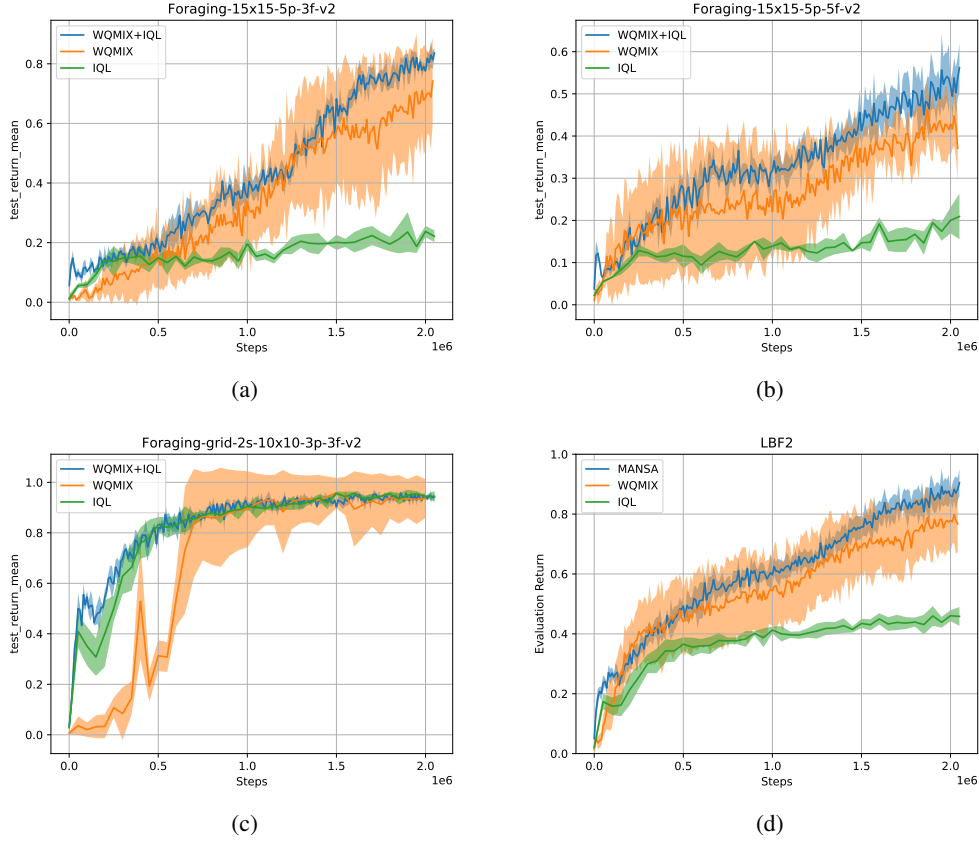 Foraging-15x15-5p-3f-v2
WQMIX+IQL
WQMIX
IQL
test_return_mean
0.8
0.6
0.4
0.2
0.0
0.0 0.5 1.0 1.5 2.0
Steps 1e6
(a)
Foraging-15x15-5p-5f-v2
WQMIX+IQL
WQMIX
IQL
test_return_mean
0.6
0.5
0.4
0.3
0.2
0.1
0.0
0.0 0.5 1.0 1.5 2.0
Steps 1e6
(b)
Foraging-grid-2s-10x10-3p-3f-v2
WQMIX+IQL
WQMIX
IQL
test_return_mean
1.0
0.8
0.6
0.4
0.2
0.0
0.0 0.5 1.0 1.5 2.0
Steps 1e6
(c)
LBF2
MANSA
WQMIX
IQL
Evaluation Return
1.0
0.8
0.6
0.4
0.2
0.0
0.0 0.5 1.0 1.5 2.0
Steps 1e6
(d)